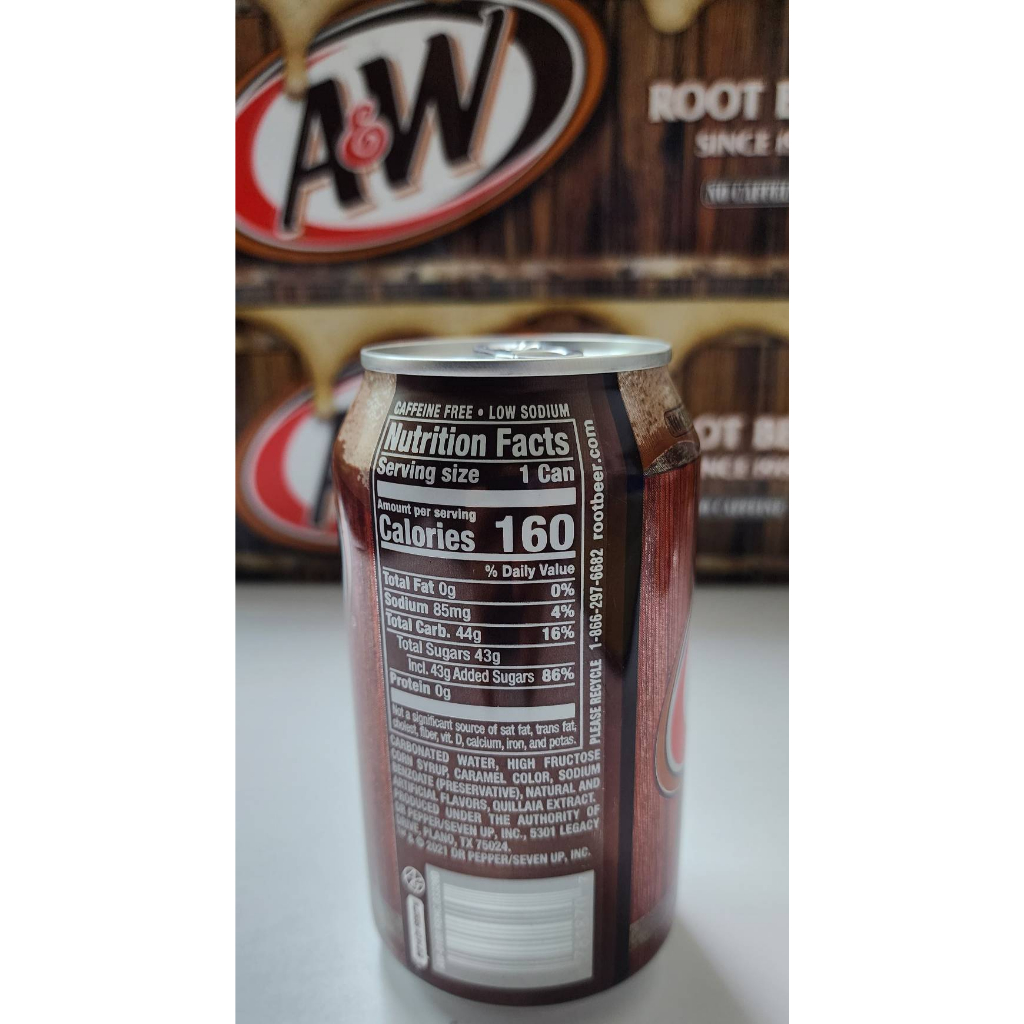 A&W
ROOT
SINCE
CAFFEINE FREE • LOW SODIUM
Nutrition Facts
Serving size 1 Can
Amount per serving
Calories 160
% Daily Value
Total Fat 0g 0%
Sodium 85mg 4%
Total Carb. 44g 16%
Total Sugars 43g
Incl. 43g Added Sugars 86%
Protein 0g
Not a significant source of sat fat, trans fat,
cholest, fiber, vit. D, calcium, iron, and potas.
CARBONATED WATER, HIGH FRUCTOSE
CORN SYRUP, CARAMEL COLOR, SODIUM
BENZOATE (PRESERVATIVE), NATURAL AND
ARTIFICIAL FLAVORS, QUILLAIA EXTRACT.
PRODUCED UNDER THE AUTHORITY OF
DR PEPPER/SEVEN UP, INC., 5301 LEGACY
DRIVE, PLANO, TX 75024.
& © 2021 DR PEPPER/SEVEN UP, INC.
PLEASE RECYCLE 1-866-297-6682 rootbeer.com